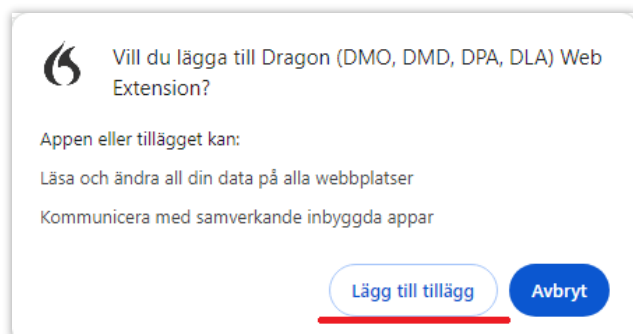 Vill du lägga till Dragon (DMO, DMD, DPA, DLA) Web
Extension?
Appen eller tillägget kan:
Läsa och ändra all din data på alla webbplatser
Kommunicera med samverkande inbyggda appar
Lägg till tillägg
Avbryt